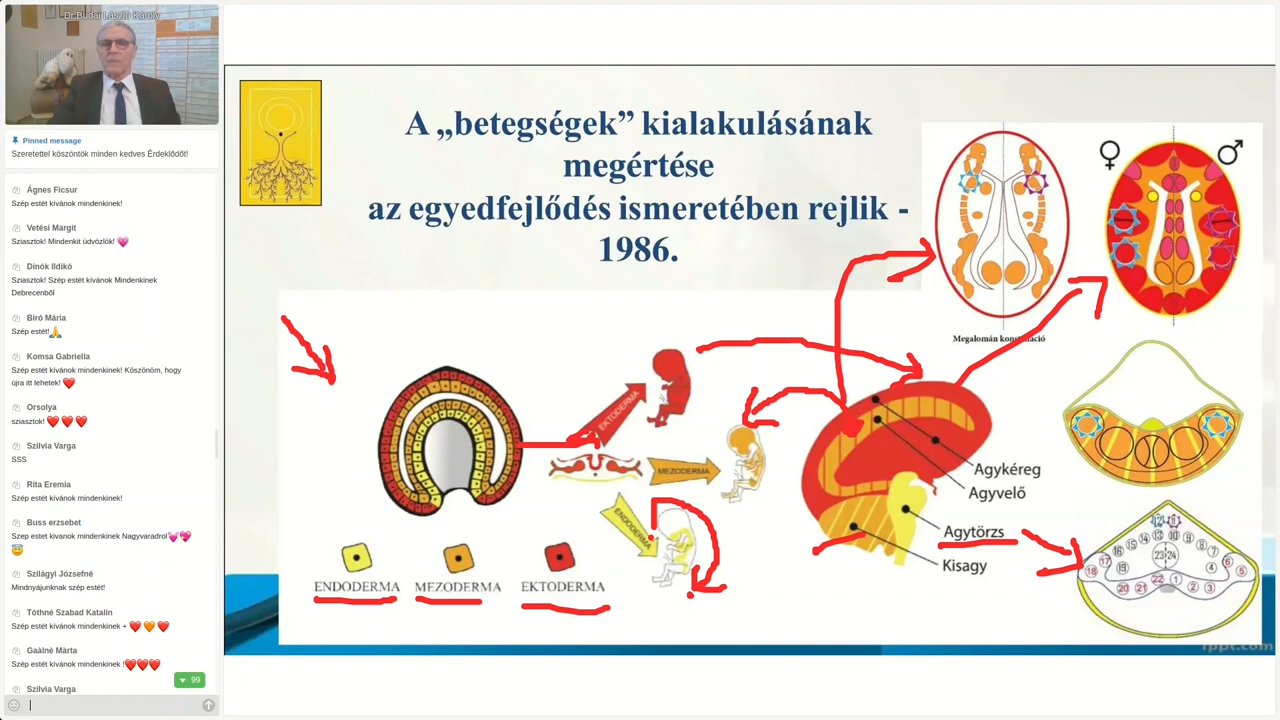 Dr Budai László Károly
Pinned message
Szeretettel köszöntök minden kedves Érdeklődőt!
Ágnes Ficsur
Szép estét kívánok mindenkinek!
Vetési Margit
Sziasztok! Mindenkit üdvözlök!
Dinók Ildikó
Sziasztok! Szép estét kívánok Mindenkinek
Debrecenből
Biró Mária
Szép estét!
Komsa Gabriella
Szép estét kívánok mindenkinek! Köszönöm, hogy
újra itt lehetek!
Orsolya
sziasztok!
Szilvia Varga
SSS
Rita Eremia
Szép estét kívánok mindenkinek!
Buss erzsebet
Szep estet kivanok mindenkinek Nagyvaradrol
Szilágyi Józsefné
Mindnyájunknak szép estét!
Tóthné Szabad Katalin
Szép estét kívánok mindenkinek +
Gaàlnè Màrta
Szép estét kívánok mindenkinek !
Szilvia Varga
99
A „betegségek” kialakulásának
megértése
az egyedfejlődés ismeretében rejlik -
1986.
EKTODERMA
MEZODERMA
ENDODERMA
ENDODERMA
MEZODERMA
EKTODERMA
Agykéreg
Agyvelő
Agytörzs
Kisagy
fppt.com